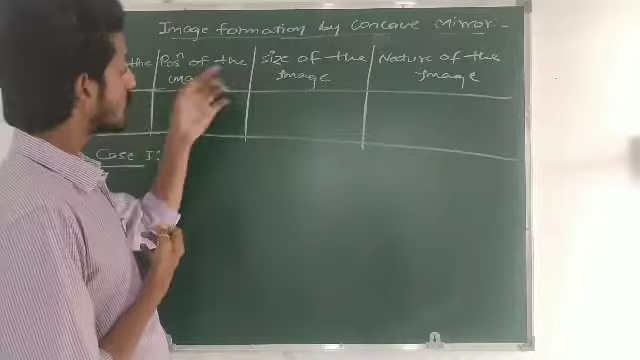 Image formation by Concave Mirror:-
the Posn of the size of the Nature of the
Image Image
Case I: